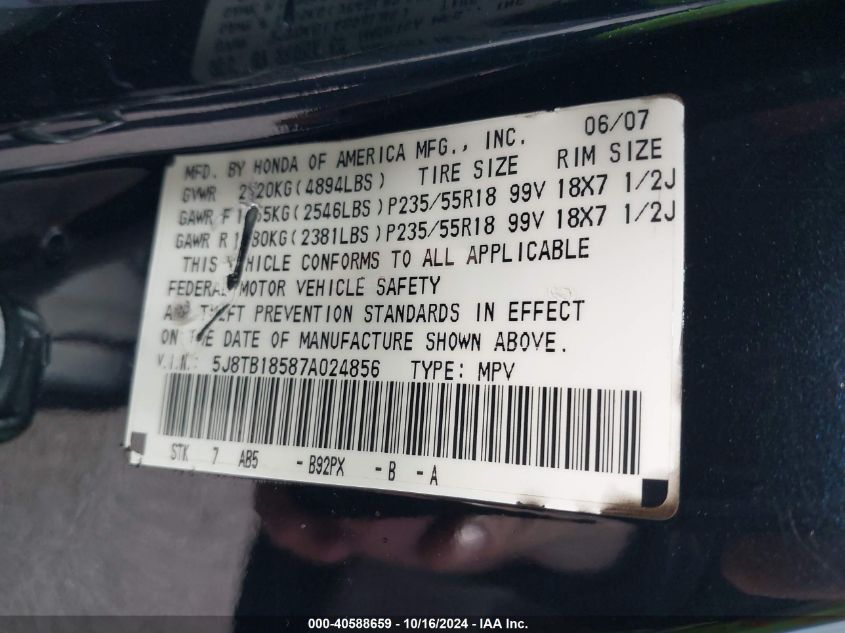 06/07
MFD. BY HONDA OF AMERICA MFG., INC.
GVWR (4894LBS) TIRE SIZE RIM SIZE
GAWR F (2546LBS) P235/55R18 99V 18X7 1/2J
GAWR R (2381LBS) P235/55R18 99V 18X7 1/2J
THIS VEHICLE CONFORMS TO ALL APPLICABLE
FEDERAL MOTOR VEHICLE SAFETY
AND THEFT PREVENTION STANDARDS IN EFFECT
ON THE DATE OF MANUFACTURE SHOWN ABOVE.
V.I.N.: 5J8TB18587A024856 TYPE: MPV
STK 7 AB5 -B92PX -B -A
000-40588659 - 10/16/2024 - IAA Inc.